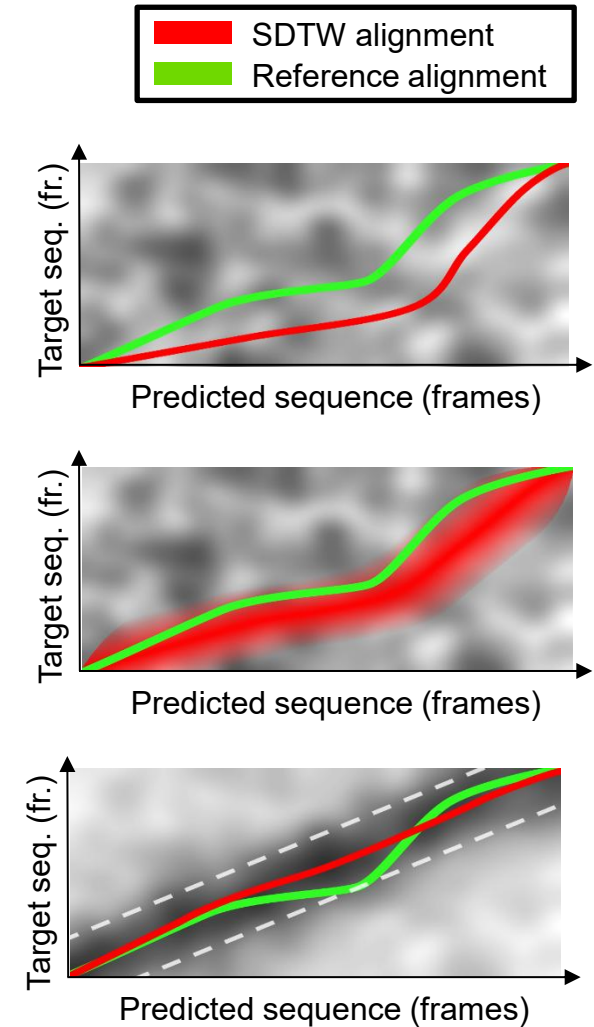 SDTW alignment
Reference alignment
Target seq. (fr.)
Predicted sequence (frames)
Target seq. (fr.)
Predicted sequence (frames)
Target seq. (fr.)
Predicted sequence (frames)